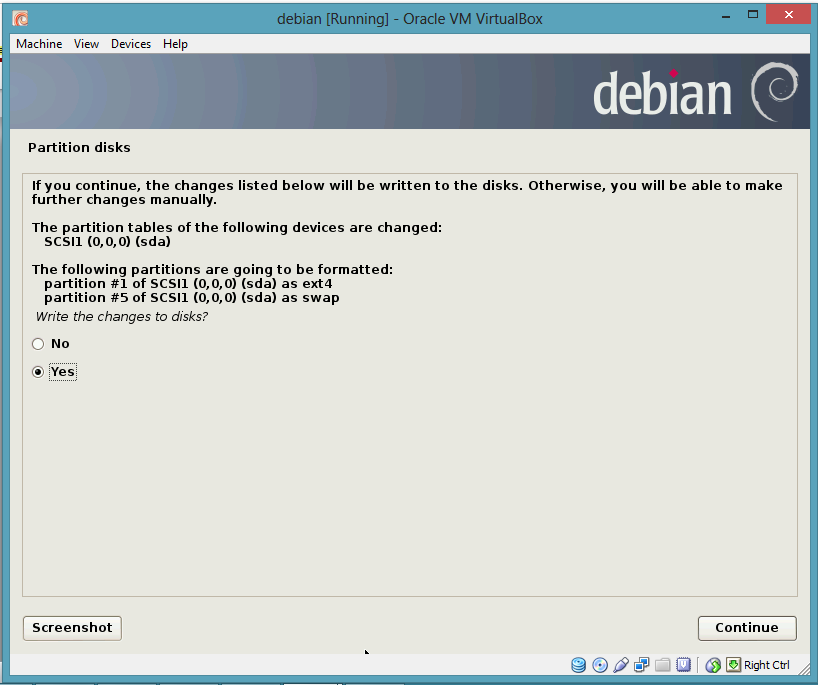 debian [Running] - Oracle VM VirtualBox
Machine View Devices Help
debian
Partition disks
If you continue, the changes listed below will be written to the disks. Otherwise, you will be able to make
further changes manually.
The partition tables of the following devices are changed:
SCSI1 (0,0,0) (sda)
The following partitions are going to be formatted:
partition #1 of SCSI1 (0,0,0) (sda) as ext4
partition #5 of SCSI1 (0,0,0) (sda) as swap
Write the changes to disks?
No
Yes
Screenshot
Continue
Right Ctrl